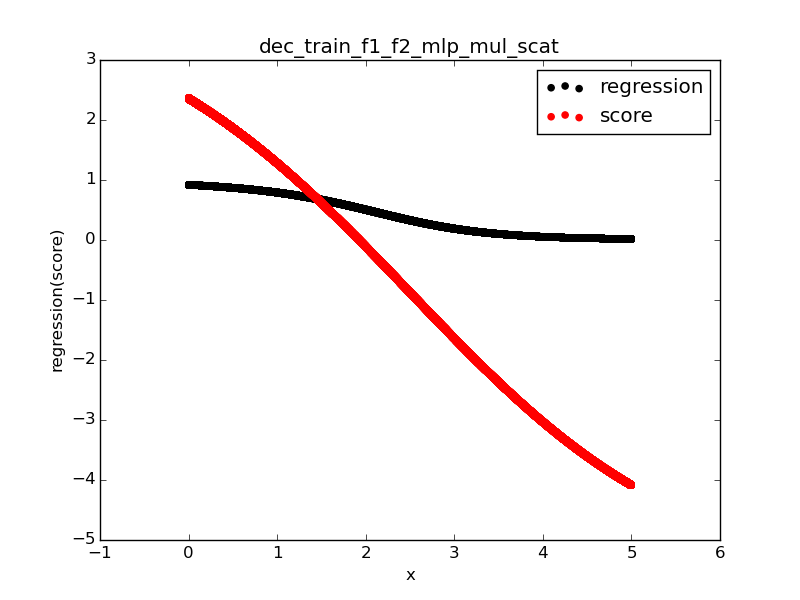 dec_train_f1_f2_mlp_mul_scat
regression
score
3
2
1
0
−1
−2
−3
−4
−5
regression(score)
−1 0 1 2 3 4 5 6
x